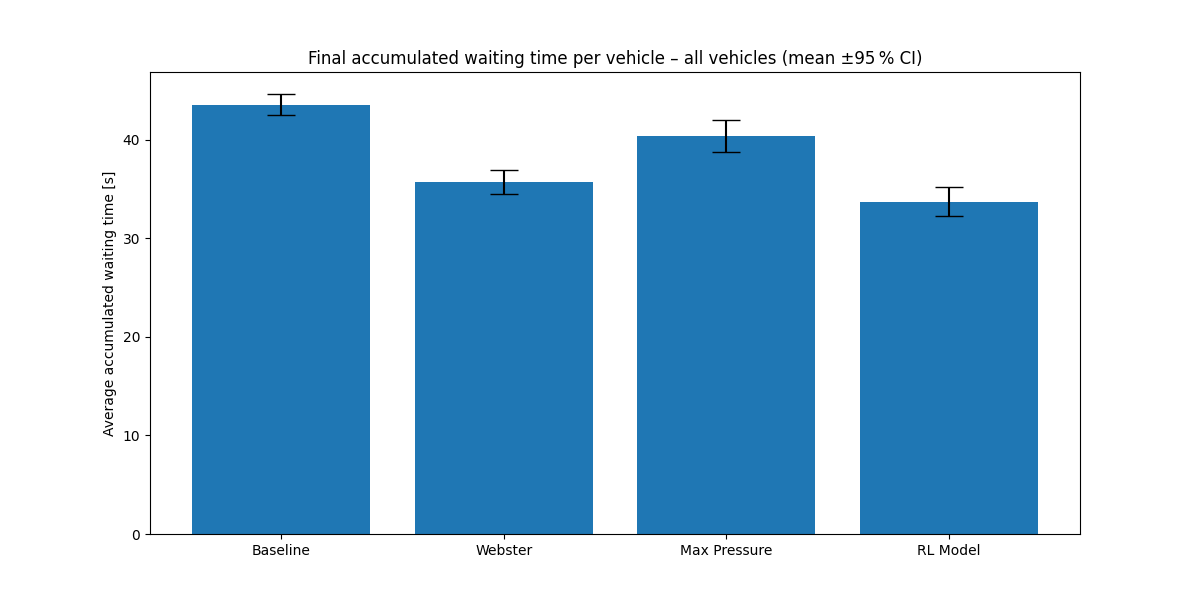 Final accumulated waiting time per vehicle – all vehicles (mean ±95 % CI)
Average accumulated waiting time [s]
40
30
20
10
0
Baseline
Webster
Max Pressure
RL Model